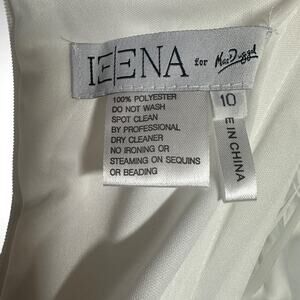 IEENA for Mac Duggal
100% POLYESTER
DO NOT WASH
SPOT CLEAN
BY PROFESSIONAL
DRY CLEANER
NO IRONING OR
STEAMING ON SEQUINS
OR BEADING
10
E IN CHINA